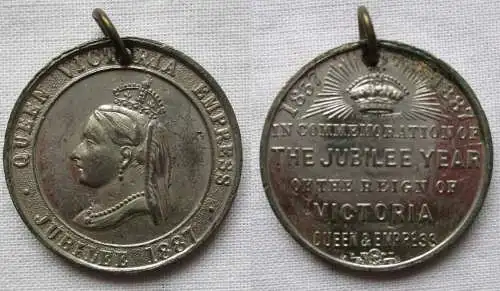 QUEEN VICTORIA EMPRESS
JUBILEE 1887
1837 1887
IN COMMEMORATION OF
THE JUBILEE YEAR
OF THE REIGN OF
VICTORIA
QUEEN & EMPRESS